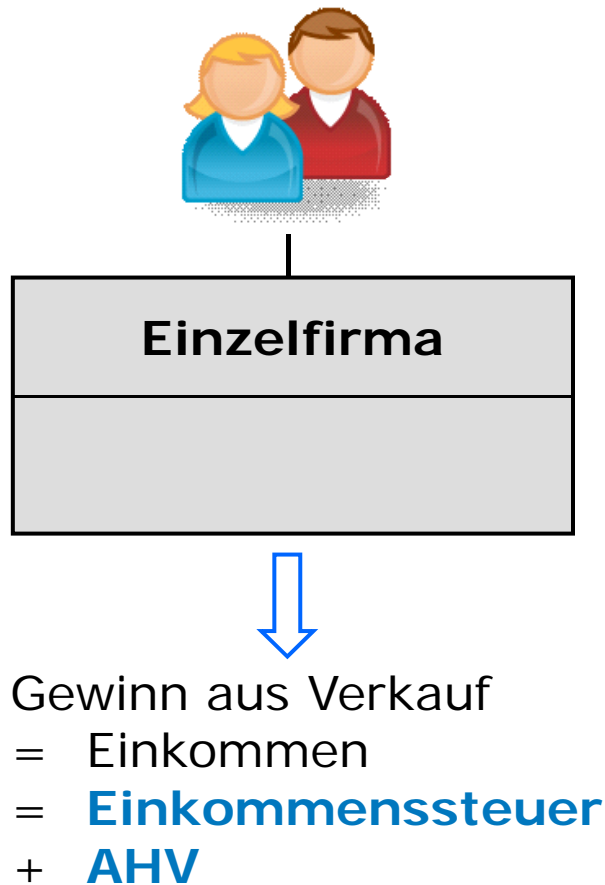 Einzelfirma
Gewinn aus Verkauf
= Einkommen
= Einkommenssteuer
+ AHV